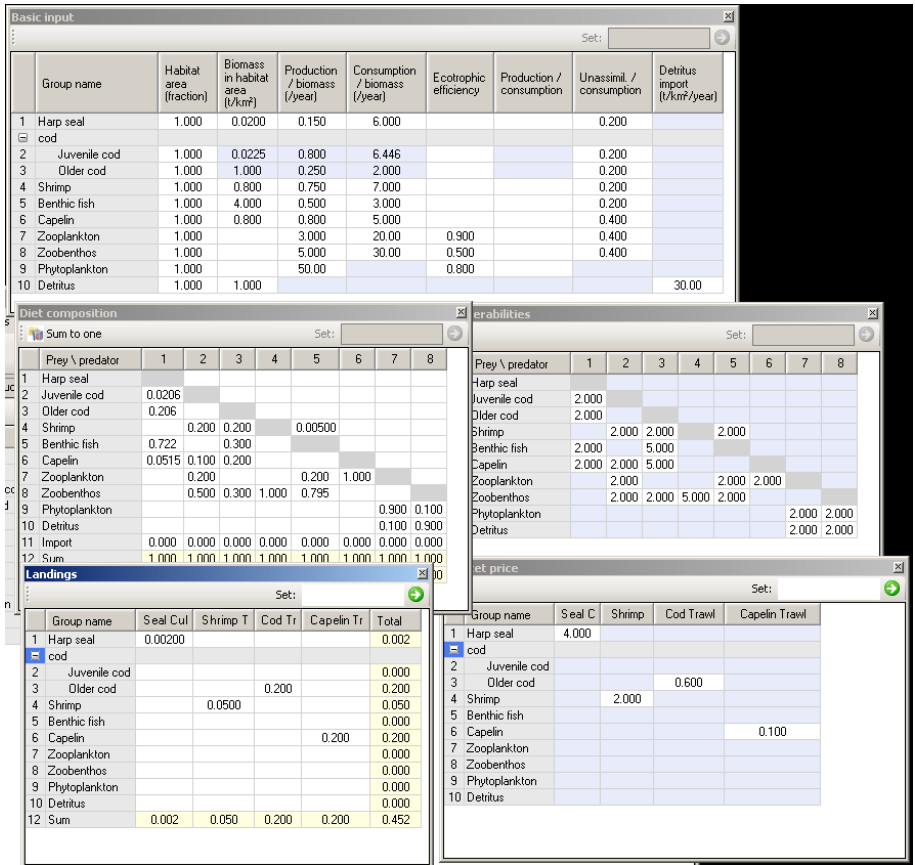 Basic input
Set:
Group name Habitat area (fraction) Biomass in habitat area (t/km²) Production / biomass (/year) Consumption / biomass (/year) Ecotrophic efficiency Production / consumption Unassimil. / consumption Detritus import (t/km²/year)
1 Harp seal 1.000 0.0200 0.150 6.000 0.200
cod
2 Juvenile cod 1.000 0.0225 0.800 6.446 0.200
3 Older cod 1.000 1.000 0.250 2.000 0.200
4 Shrimp 1.000 0.800 0.750 7.000 0.200
5 Benthic fish 1.000 4.000 0.500 3.000 0.200
6 Capelin 1.000 0.800 0.800 5.000 0.400
7 Zooplankton 1.000 3.000 20.00 0.900 0.400
8 Zoobenthos 1.000 5.000 30.00 0.500 0.400
9 Phytoplankton 1.000 50.00 0.800
10 Detritus 1.000 1.000 30.00
Diet composition
Sum to one Set:
Prey \ predator 1 2 3 4 5 6 7 8
1 Harp seal
2 Juvenile cod 0.0206
3 Older cod 0.206
4 Shrimp 0.200 0.200 0.00500
5 Benthic fish 0.722 0.300
6 Capelin 0.0515 0.100 0.200
7 Zooplankton 0.200 0.200 1.000
8 Zoobenthos 0.500 0.300 1.000 0.795
9 Phytoplankton 0.900 0.100
10 Detritus 0.100 0.900
11 Import 0.000 0.000 0.000 0.000 0.000 0.000 0.000 0.000
12 Sum 1.000 1.000 1.000 1.000 1.000 1.000 1.000 1.000
erabilities
Set:
Prey \ predator 1 2 3 4 5 6 7 8
Harp seal
Juvenile cod 2.000
Older cod 2.000
Shrimp 2.000 2.000 2.000
Benthic fish 2.000 5.000
Capelin 2.000 2.000 5.000
Zooplankton 2.000 2.000 2.000
Zoobenthos 2.000 2.000 5.000 2.000
Phytoplankton 2.000 2.000
Detritus 2.000 2.000
Landings
Set:
Group name Seal Cul Shrimp T Cod Tr Capelin Tr Total
1 Harp seal 0.00200 0.002
cod
2 Juvenile cod 0.000
3 Older cod 0.200 0.200
4 Shrimp 0.0500 0.050
5 Benthic fish 0.000
6 Capelin 0.200 0.200
7 Zooplankton 0.000
8 Zoobenthos 0.000
9 Phytoplankton 0.000
10 Detritus 0.000
12 Sum 0.002 0.050 0.200 0.200 0.452
et price
Set:
Group name Seal C Shrimp Cod Trawl Capelin Trawl
1 Harp seal 4.000
cod
2 Juvenile cod
3 Older cod 0.600
4 Shrimp 2.000
5 Benthic fish
6 Capelin 0.100
7 Zooplankton
8 Zoobenthos
9 Phytoplankton
10 Detritus